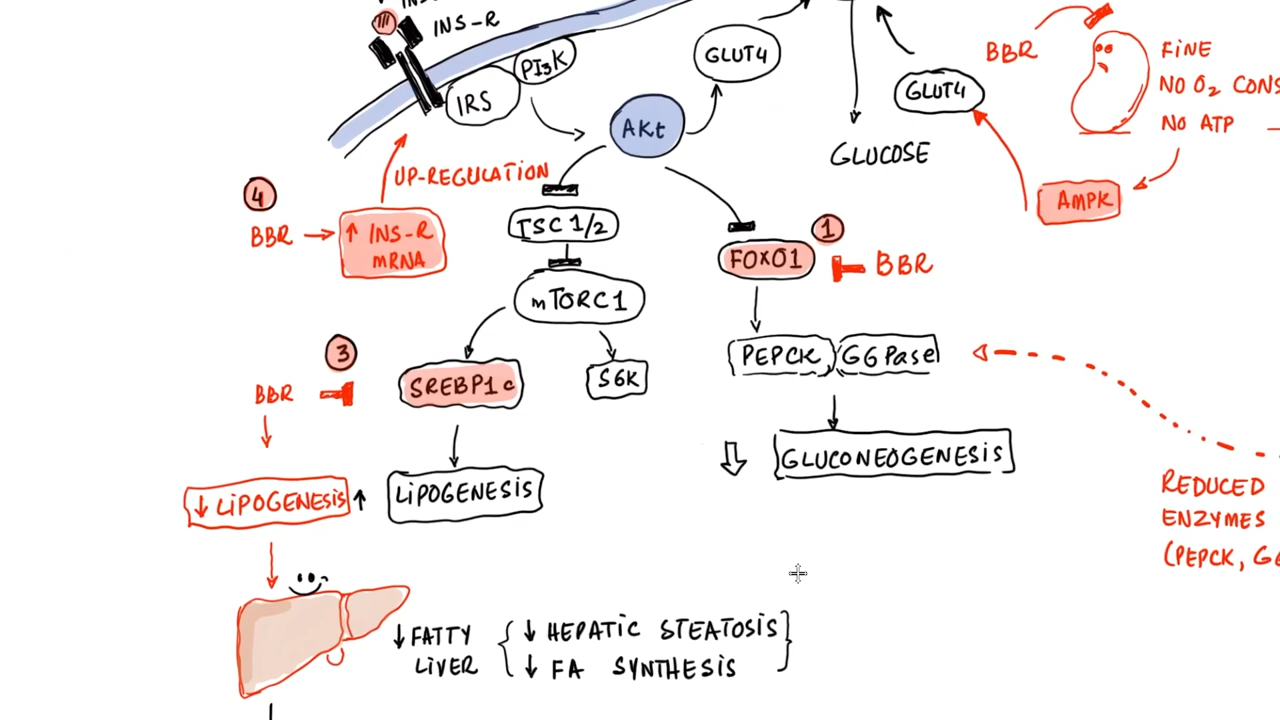 INS-R
PI3K
IRS
GLUT4
AKt
GLUCOSE
GLUT4
BBR
FINE
NO O2 CONS
NO ATP
AMPK
UP-REGULATION
4
BBR
↑ INS-R
mRNA
TSC1/2
mTORC1
FOXO1
1
BBR
3
BBR
SREBP1c
S6K
PEPCK
G6Pase
↓ LIPOGENESIS
↑ LIPOGENESIS
GLUCONEOGENESIS
REDUCED
ENZYMES
(PEPCK, G6
↓ FATTY
LIVER
↓ HEPATIC STEATOSIS
↓ FA SYNTHESIS